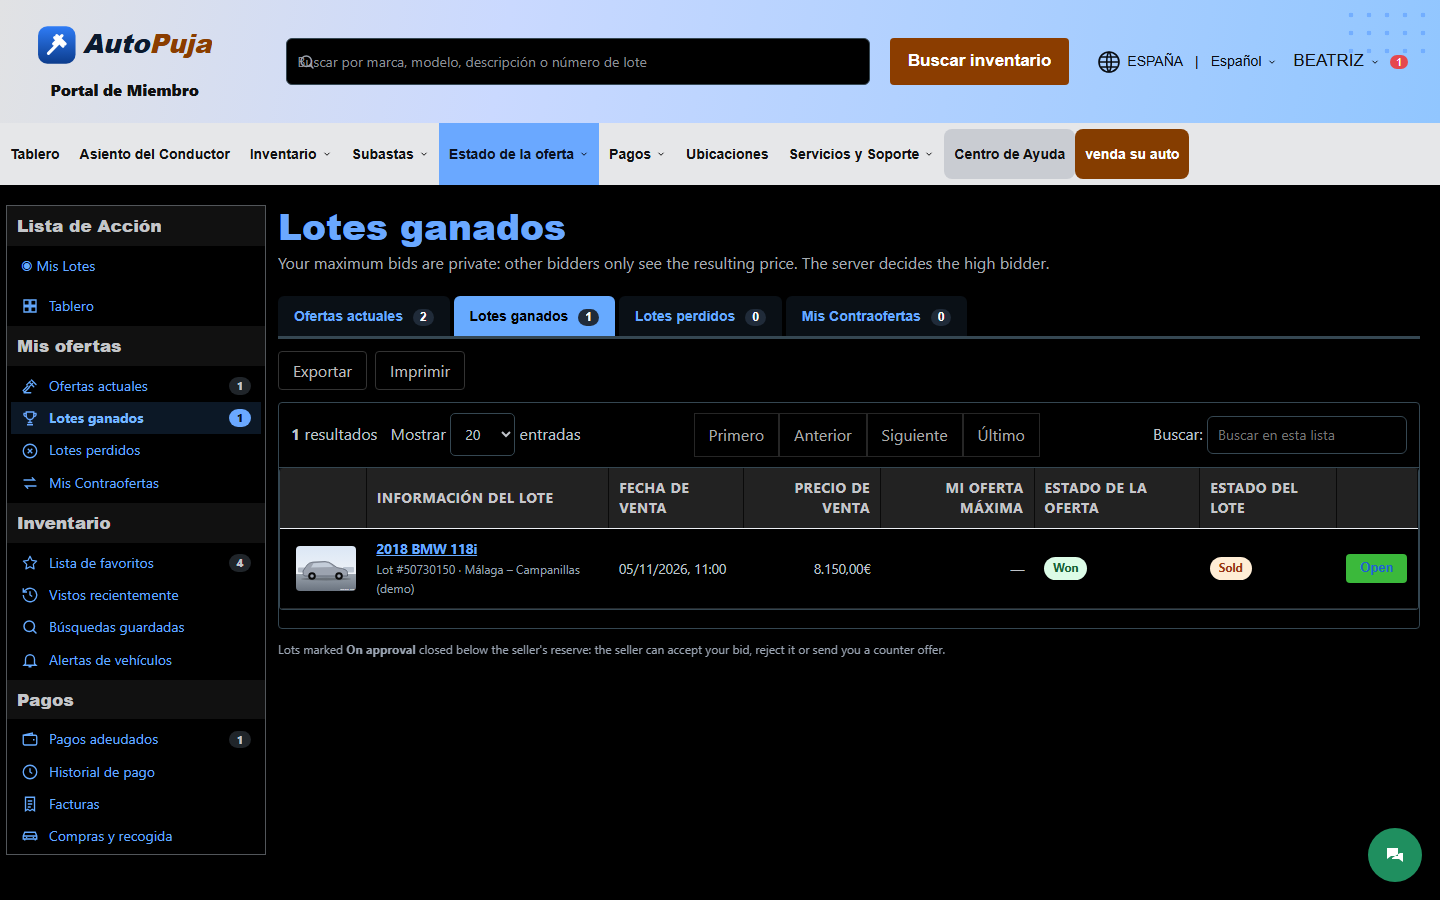 AutoPuja
Portal de Miembro
Buscar por marca, modelo, descripción o número de lote
Buscar inventario
ESPAÑA | Español
BEATRIZ 1
Tablero
Asiento del Conductor
Inventario
Subastas
Estado de la oferta
Pagos
Ubicaciones
Servicios y Soporte
Centro de Ayuda
venda su auto
Lista de Acción
Mis Lotes
Tablero
Mis ofertas
Ofertas actuales 1
Lotes ganados 1
Lotes perdidos
Mis Contraofertas
Inventario
Lista de favoritos 4
Vistos recientemente
Búsquedas guardadas
Alertas de vehículos
Pagos
Pagos adeudados 1
Historial de pago
Facturas
Compras y recogida
Lotes ganados
Your maximum bids are private: other bidders only see the resulting price. The server decides the high bidder.
Ofertas actuales 2
Lotes ganados 1
Lotes perdidos 0
Mis Contraofertas 0
Exportar
Imprimir
1 resultados
Mostrar 20 entradas
Primero
Anterior
Siguiente
Último
Buscar: Buscar en esta lista
INFORMACIÓN DEL LOTE
FECHA DE VENTA
PRECIO DE VENTA
MI OFERTA MÁXIMA
ESTADO DE LA OFERTA
ESTADO DEL LOTE
2018 BMW 118i
Lot #50730150 · Málaga – Campanillas (demo)
05/11/2026, 11:00
8.150,00€
—
Won
Sold
Open
Lots marked On approval closed below the seller's reserve: the seller can accept your bid, reject it or send you a counter offer.